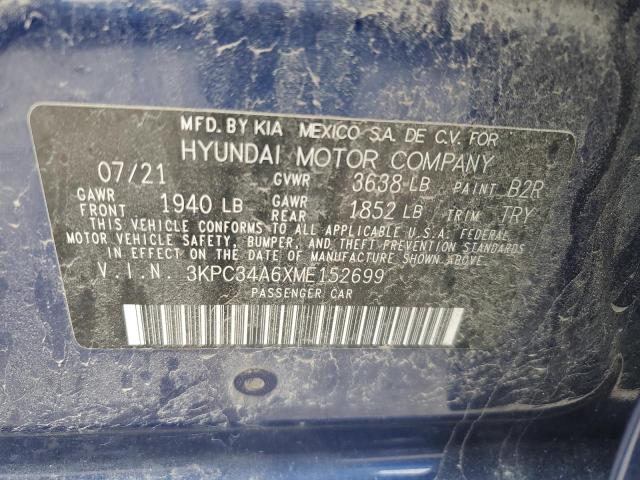 MFD. BY KIA MEXICO S.A. DE C.V. FOR
HYUNDAI MOTOR COMPANY
07/21 GVWR 3638 LB PAINT B2R
GAWR FRONT 1940 LB GAWR REAR 1852 LB TRIM TRY
THIS VEHICLE CONFORMS TO ALL APPLICABLE U.S.A. FEDERAL
MOTOR VEHICLE SAFETY, BUMPER, AND THEFT PREVENTION STANDARDS
IN EFFECT ON THE DATE OF MANUFACTURE SHOWN ABOVE.
V.I.N. 3KPC34A6XME152699
PASSENGER CAR